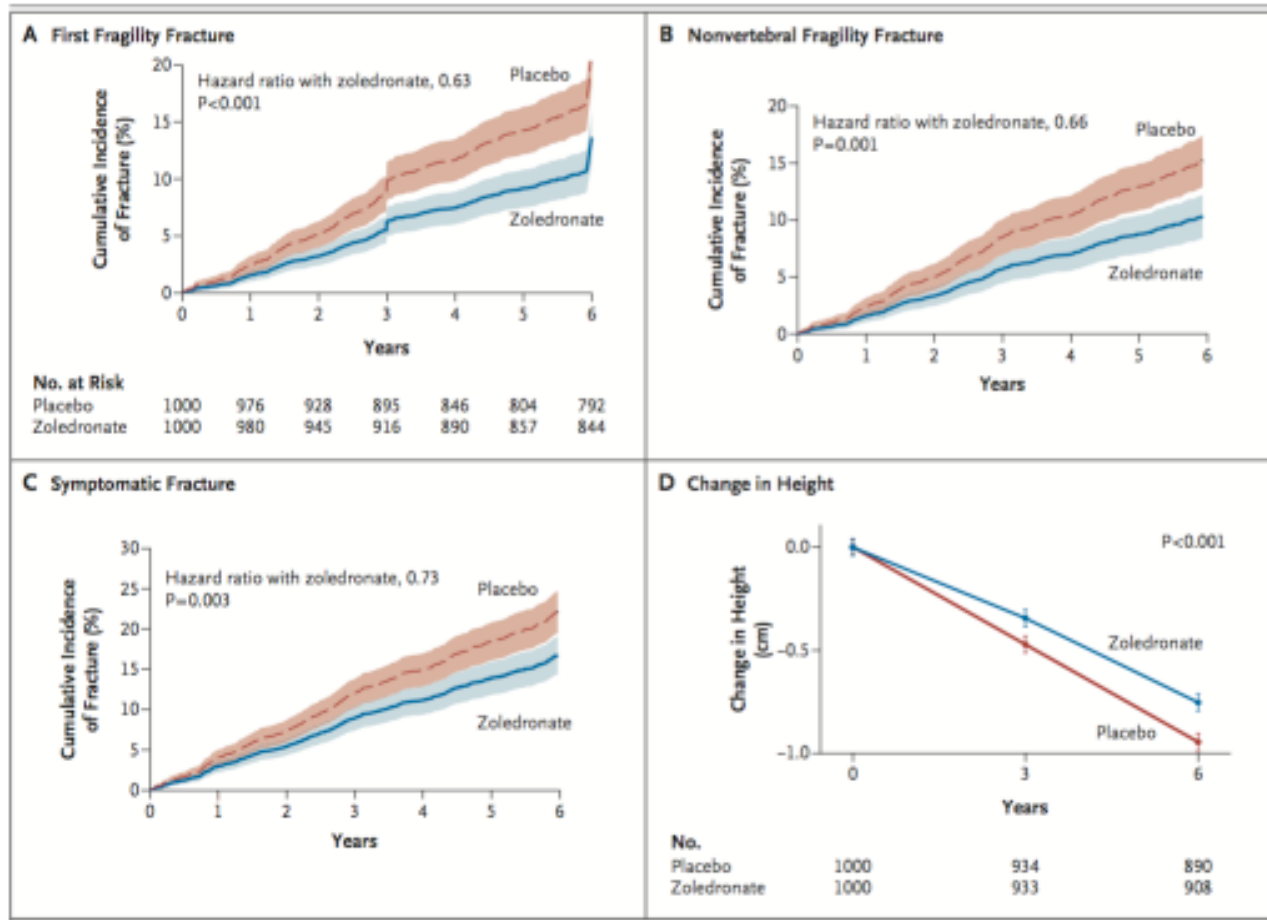 A First Fragility Fracture
20
15
10
5
0
Cumulative Incidence
of Fracture (%)
Hazard ratio with zoledronate, 0.63
P<0.001
Placebo
Zoledronate
0 1 2 3 4 5 6
Years
No. at Risk
Placebo 1000 976 928 895 846 804 792
Zoledronate 1000 980 945 916 890 857 844
B Nonvertebral Fragility Fracture
20
15
10
5
0
Cumulative Incidence
of Fracture (%)
Hazard ratio with zoledronate, 0.66
P=0.001
Placebo
Zoledronate
0 1 2 3 4 5 6
Years
C Symptomatic Fracture
30
25
20
15
10
5
0
Cumulative Incidence
of Fracture (%)
Hazard ratio with zoledronate, 0.73
P=0.003
Placebo
Zoledronate
0 1 2 3 4 5 6
Years
D Change in Height
0.0
-0.5
-1.0
Change in Height
(cm)
P<0.001
Zoledronate
Placebo
0 3 6
Years
No.
Placebo 1000 934 890
Zoledronate 1000 933 908